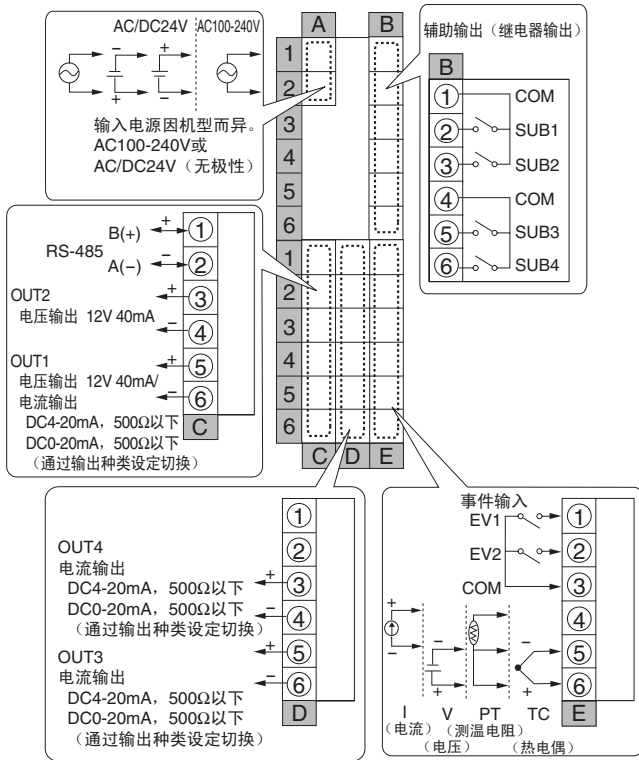 AC/DC24V
AC100-240V
− +
+ −
输入电源因机型而异。
AC100-240V或
AC/DC24V（无极性）
A
B
1
2
3
4
5
6
1
2
3
4
5
6
C D E
辅助输出（继电器输出）
B
① COM
② SUB1
③ SUB2
④ COM
⑤ SUB3
⑥ SUB4
B(+) + ①
RS-485
A(−) − ②
OUT2 + ③
电压输出 12V 40mA
− ④
OUT1 + ⑤
电压输出 12V 40mA/
− ⑥
电流输出
C
DC4-20mA，500Ω以下
DC0-20mA，500Ω以下
（通过输出种类设定切换）
①
②
OUT4
电流输出
+ ③
DC4-20mA，500Ω以下
DC0-20mA，500Ω以下
− ④
（通过输出种类设定切换）
+ ⑤
OUT3
电流输出
− ⑥
DC4-20mA，500Ω以下
D
DC0-20mA，500Ω以下
（通过输出种类设定切换）
事件输入
EV1 ①
EV2 ②
COM ③
④
+ − − ⑤
− + + ⑥
I V PT TC E
（电流） （测温电阻）
（电压） （热电偶）